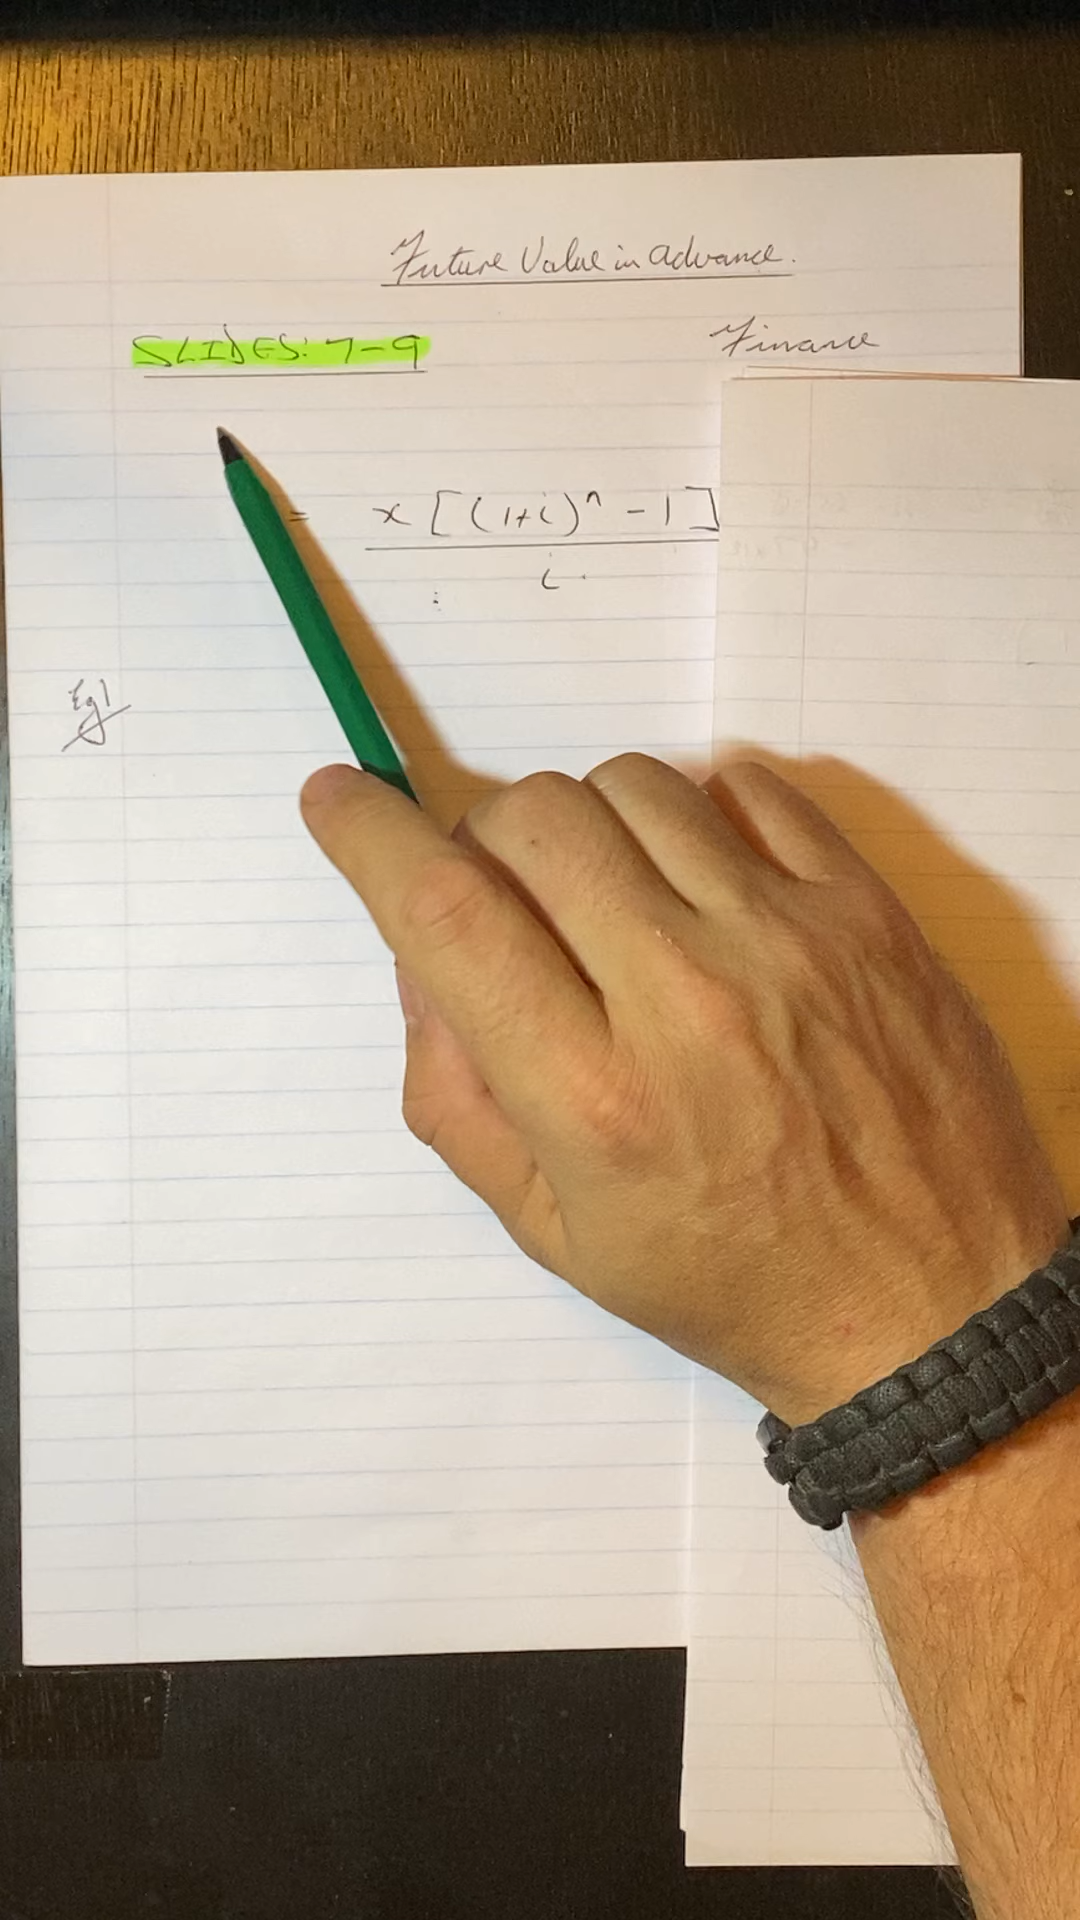 Future Value in advance.
SLIDES: 7-9
Finance
= x [(1+i)ⁿ - 1]
i
Eg1